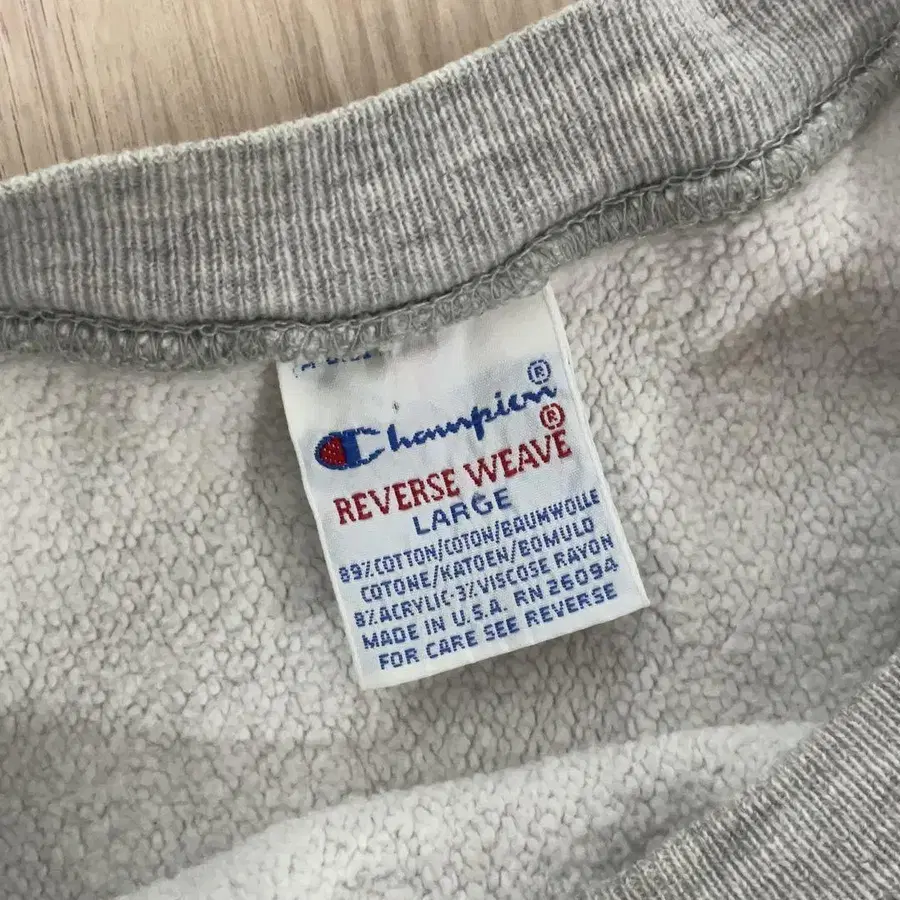 Champion®
REVERSE WEAVE®
LARGE
89%COTTON/COTON/BAUMWOLLE
COTONE/KATOEN/BOMULD
8%ACRYLIC-3%VISCOSE RAYON
MADE IN U.S.A. RN 26094
FOR CARE SEE REVERSE